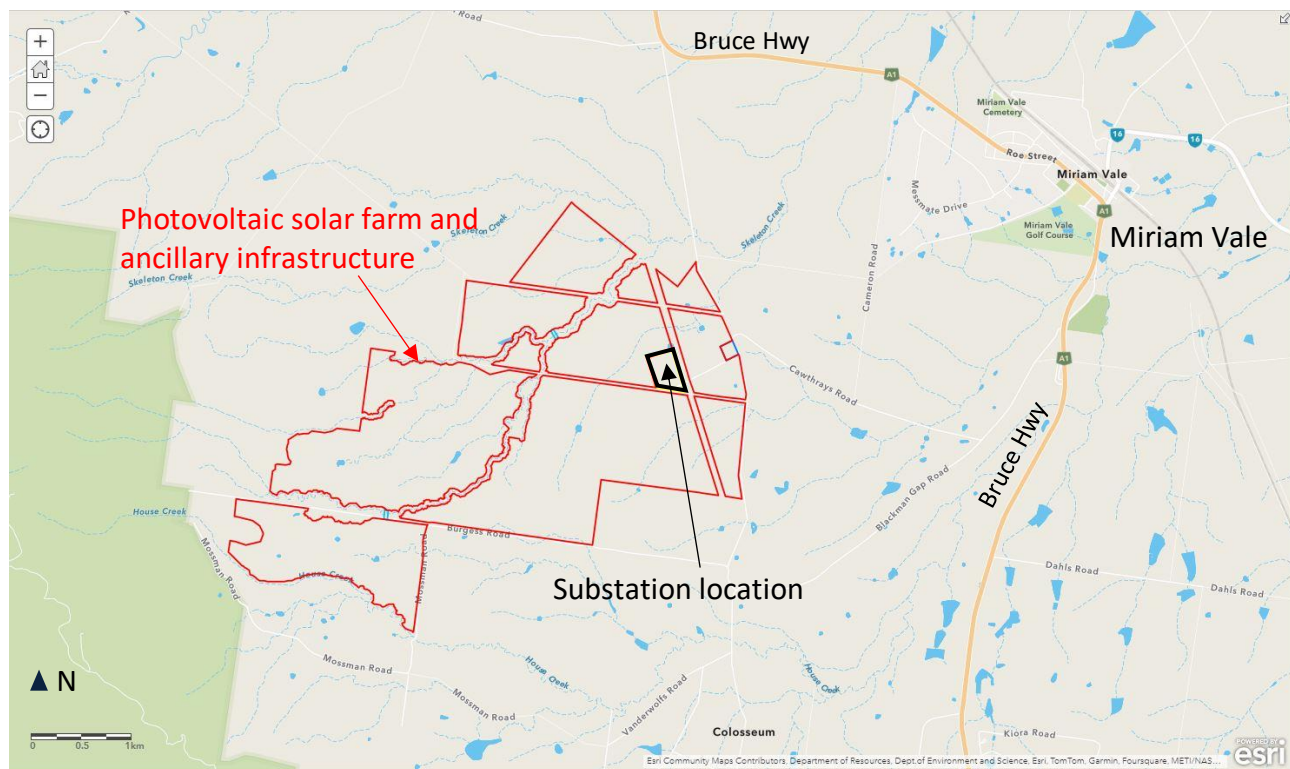 Bruce Hwy
Road
A1
Miriam Vale
Cemetery
16
16
Roe Street
Miriam Vale
Messmate Drive
A1
Miriam Vale
Golf Course
Miriam Vale
Photovoltaic solar farm and
ancillary infrastructure
Skeleton Creek
Skeleton Creek
Skeleton Creek
Cameron Road
A1
Cawthrays Road
Bruce Hwy
Blackman Gap Road
House Creek
Mossman Road
Burgess Road
Mossman Road
House Creek
Substation location
Dahls Road
Dahls Road
Mossman Road
Mossman Road
House Creek
House Creek
Vanderwolfs Road
Colosseum
Kiora Road
N
0 0.5 1km
Esri Community Maps Contributors, Department of Resources, Dept.of Environment and Science, Esri, TomTom, Garmin, Foursquare, METI/NAS...
POWERED BY
esri